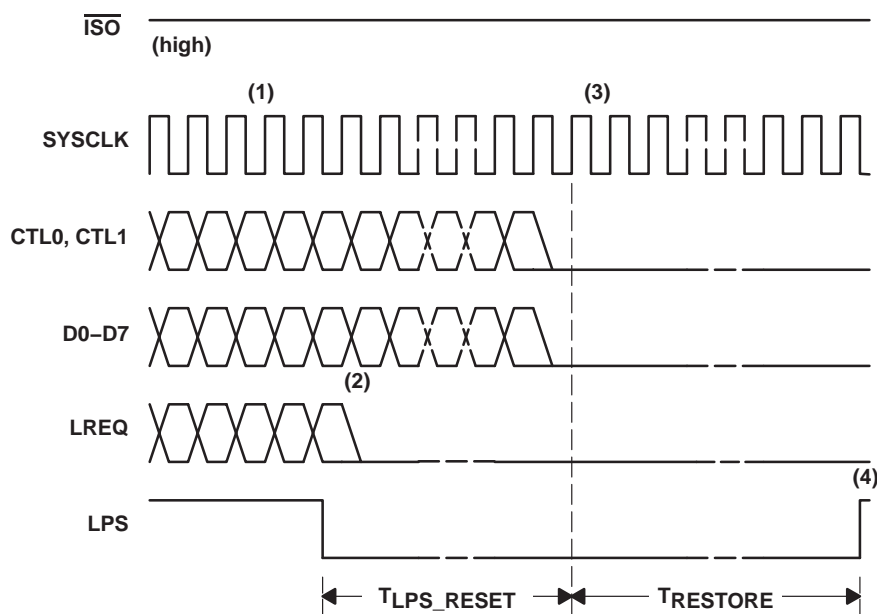 ISO
(high)
(1)
(3)
SYSCLK
CTL0, CTL1
D0–D7
(2)
LREQ
(4)
LPS
TLPS_RESET
TRESTORE